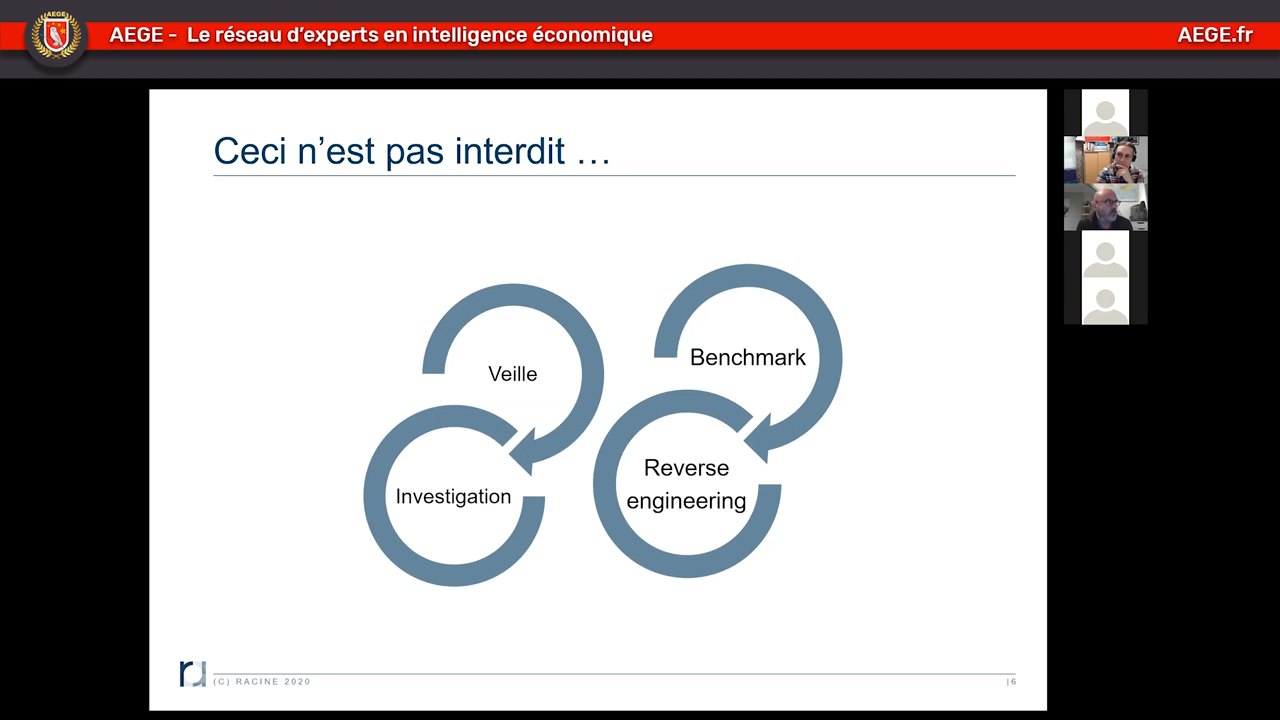 AEGE
AEGE - Le réseau d'experts en intelligence économique
AEGE.fr
Ceci n'est pas interdit …
Veille
Investigation
Benchmark
Reverse
engineering
(C) RACINE 2020
|6